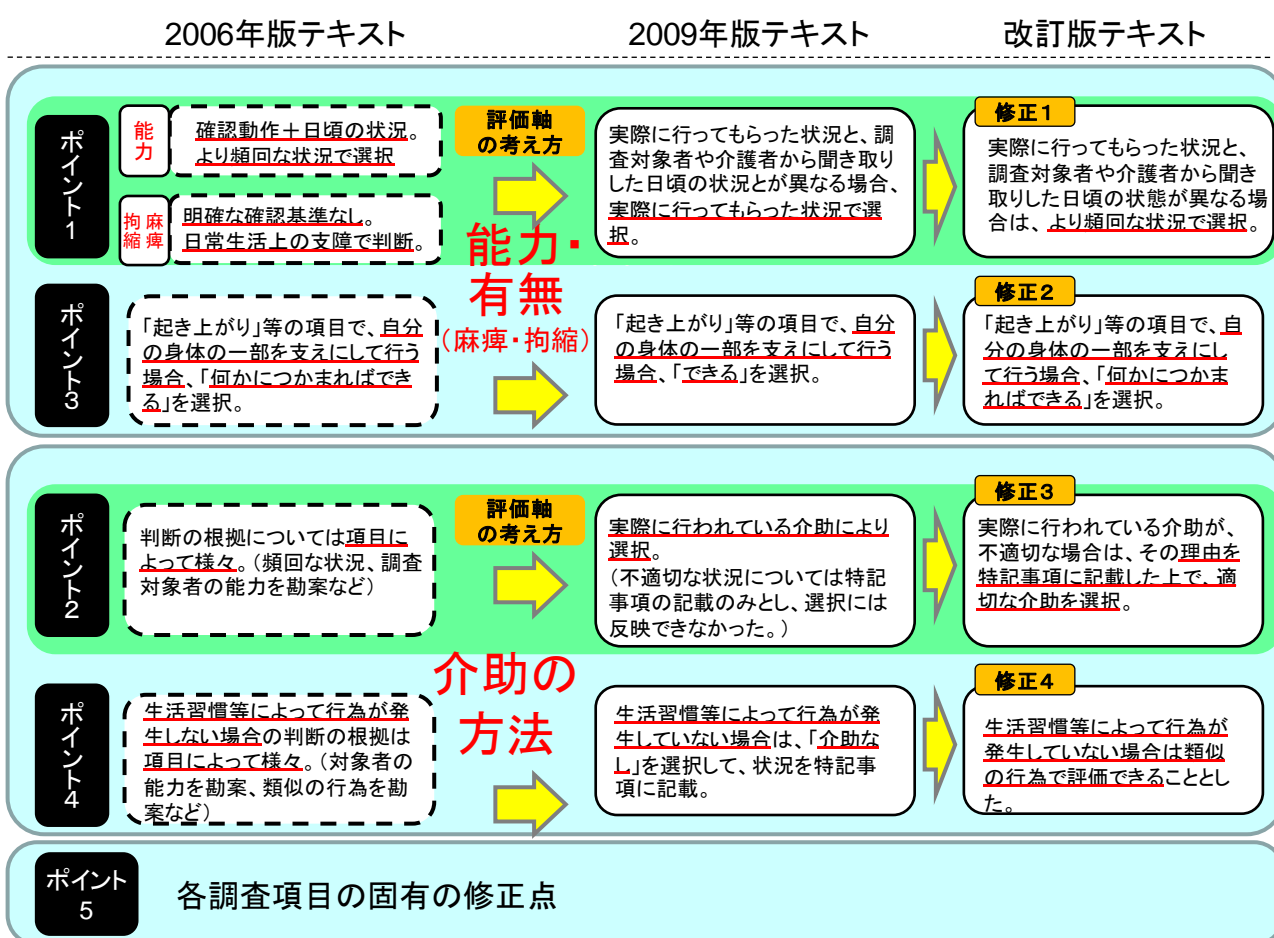 2006年版テキスト
2009年版テキスト
改訂版テキスト
ポイント1
能力
確認動作＋日頃の状況。
より頻回な状況で選択
拘縮 麻痺
明確な確認基準なし。
日常生活上の支障で判断。
評価軸
の考え方
実際に行ってもらった状況と、調
査対象者や介護者から聞き取り
した日頃の状況とが異なる場合、
実際に行ってもらった状況で選
択。
修正１
実際に行ってもらった状況と、
調査対象者や介護者から聞き
取りした日頃の状態が異なる場
合は、より頻回な状況で選択。
能力・
有無
（麻痺・拘縮）
ポイント3
「起き上がり」等の項目で、自分
の身体の一部を支えにして行う
場合、「何かにつかまればでき
る」を選択。
「起き上がり」等の項目で、自分
の身体の一部を支えにして行う
場合、「できる」を選択。
修正２
「起き上がり」等の項目で、自
分の身体の一部を支えにし
て行う場合、「何かにつかま
ればできる」を選択。
ポイント2
判断の根拠については項目に
よって様々。（頻回な状況、調査
対象者の能力を勘案など）
評価軸
の考え方
実際に行われている介助により
選択。
（不適切な状況については特記
事項の記載のみとし、選択には
反映できなかった。）
修正３
実際に行われている介助が、
不適切な場合は、その理由を
特記事項に記載した上で、適
切な介助を選択。
介助の
方法
ポイント4
生活習慣等によって行為が発
生しない場合の判断の根拠は
項目によって様々。（対象者の
能力を勘案、類似の行為を勘
案など）
生活習慣等によって行為が発
生していない場合は、「介助な
し」を選択して、状況を特記事
項に記載。
修正４
生活習慣等によって行為が
発生していない場合は類似
の行為で評価できることとし
た。
ポイント
5
各調査項目の固有の修正点